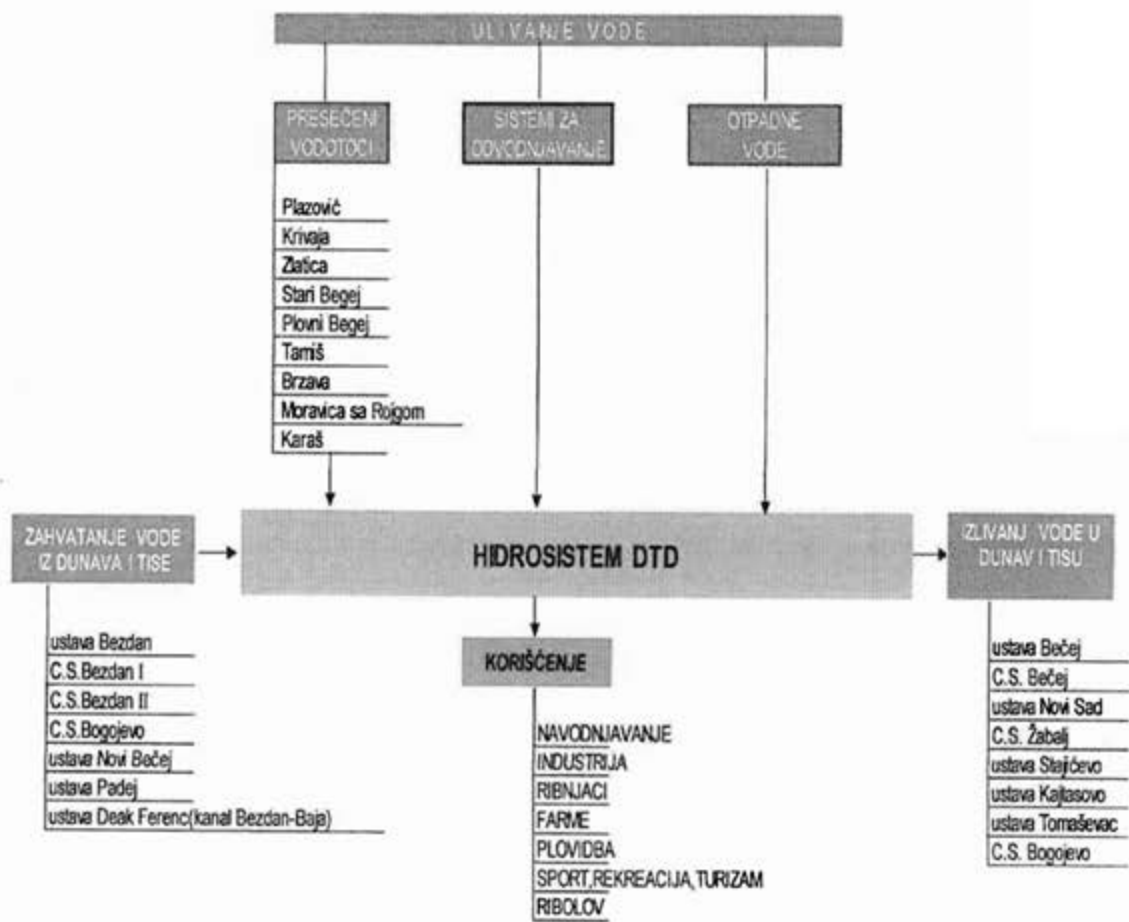 ULIVANJE VODE
PRESEČENI
VODOTOCI
SISTEMI ZA
ODVODNJAVANJE
OTPADNE
VODE
Plazović
Krivaja
Zlatica
Stari Begej
Plovni Begej
Tamiš
Brzava
Moravica sa Rojgom
Karaš
ZAHVATANJE VODE
IZ DUNAVA I TISE
HIDROSISTEM DTD
IZLIVANJ VODE U
DUNAV I TISU
ustava Bezdan
C.S.Bezdan I
C.S.Bezdan II
C.S.Bogojevo
ustava Novi Bečej
ustava Padej
ustava Deak Ferenc(kanal Bezdan-Baja)
KORIŠĆENJE
NAVODNJAVANJE
INDUSTRIJA
RIBNJACI
FARME
PLOVIDBA
SPORT,REKREACIJA,TURIZAM
RIBOLOV
ustava Bečej
C.S. Bečej
ustava Novi Sad
C.S. Žabalj
ustava Stajićevo
ustava Kajtasovo
ustava Tomaševac
C.S. Bogojevo